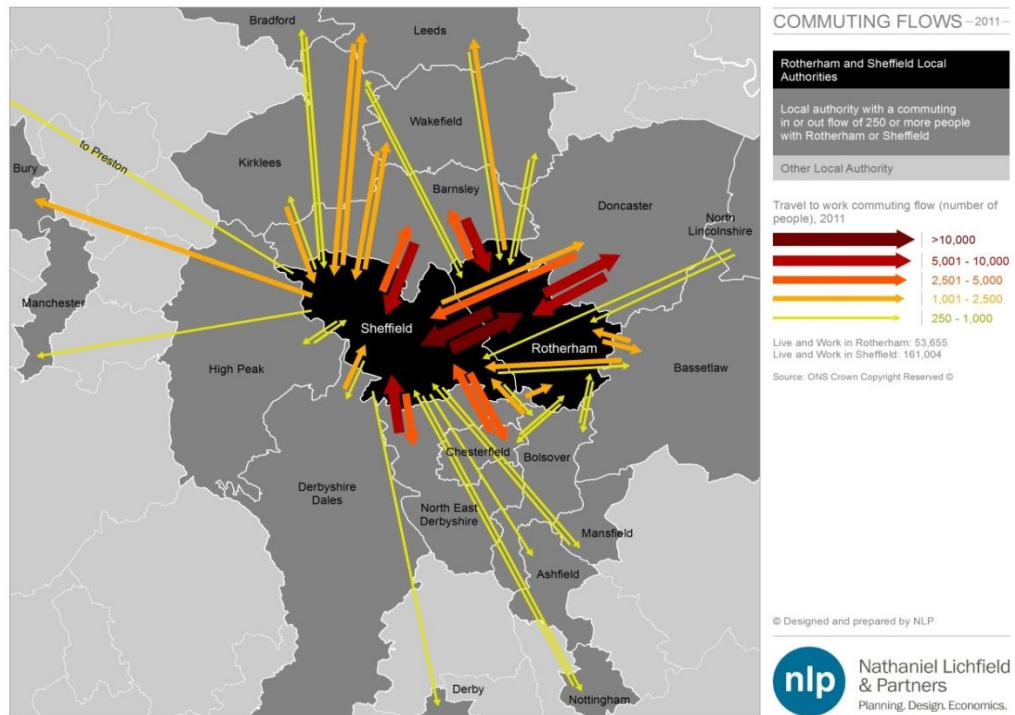 Bradford
Leeds
Wakefield
Kirklees
to Preston
Bury
Barnsley
Doncaster
North
Lincolnshire
Manchester
Sheffield
Rotherham
High Peak
Bassetlaw
Chesterfield
Bolsover
Derbyshire
Dales
North East
Derbyshire
Mansfield
Ashfield
Derby
Nottingham
COMMUTING FLOWS –2011–
Rotherham and Sheffield Local
Authorities
Local authority with a commuting
in or out flow of 250 or more people
with Rotherham or Sheffield
Other Local Authority
Travel to work commuting flow (number of
people), 2011
>10,000
5,001 - 10,000
2,501 - 5,000
1,001 - 2,500
250 - 1,000
Live and Work in Rotherham: 53,655
Live and Work in Sheffield: 161,004
Source: ONS Crown Copyright Reserved ©
© Designed and prepared by NLP
nlp
Nathaniel Lichfield
& Partners
Planning. Design. Economics.